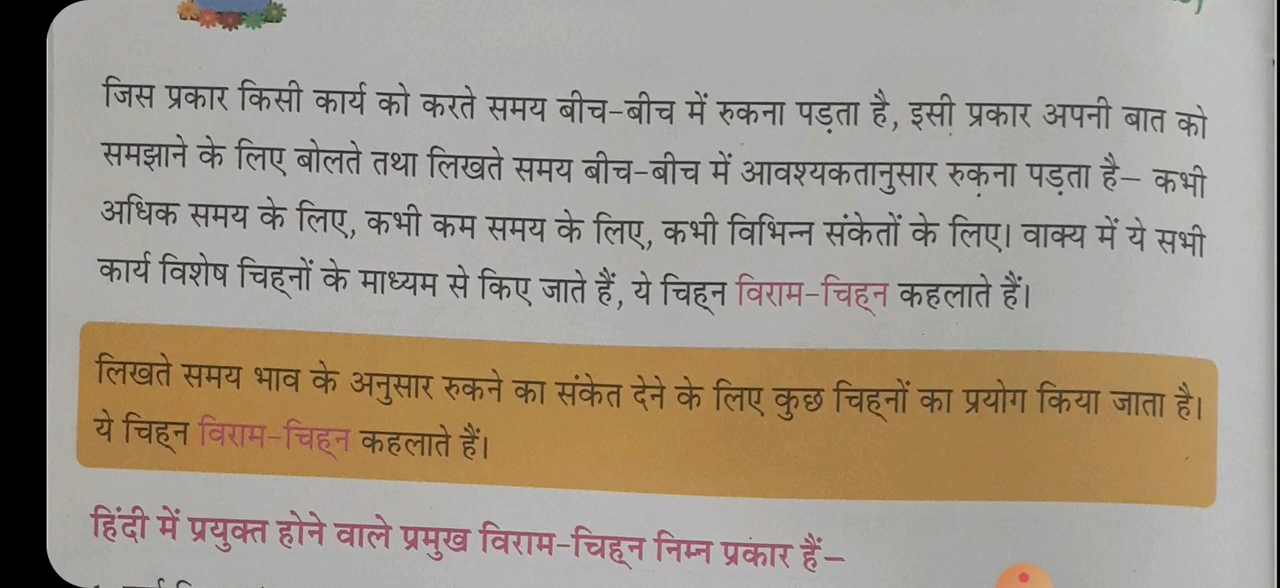 जिस प्रकार किसी कार्य को करते समय बीच-बीच में रुकना पड़ता है, इसी प्रकार अपनी बात को
समझाने के लिए बोलते तथा लिखते समय बीच-बीच में आवश्यकतानुसार रुकना पड़ता है– कभी
अधिक समय के लिए, कभी कम समय के लिए, कभी विभिन्न संकेतों के लिए। वाक्य में ये सभी
कार्य विशेष चिह्नों के माध्यम से किए जाते हैं, ये चिह्न विराम-चिह्न कहलाते हैं।
लिखते समय भाव के अनुसार रुकने का संकेत देने के लिए कुछ चिह्नों का प्रयोग किया जाता है।
ये चिह्न विराम-चिह्न कहलाते हैं।
हिंदी में प्रयुक्त होने वाले प्रमुख विराम-चिह्न निम्न प्रकार हैं–